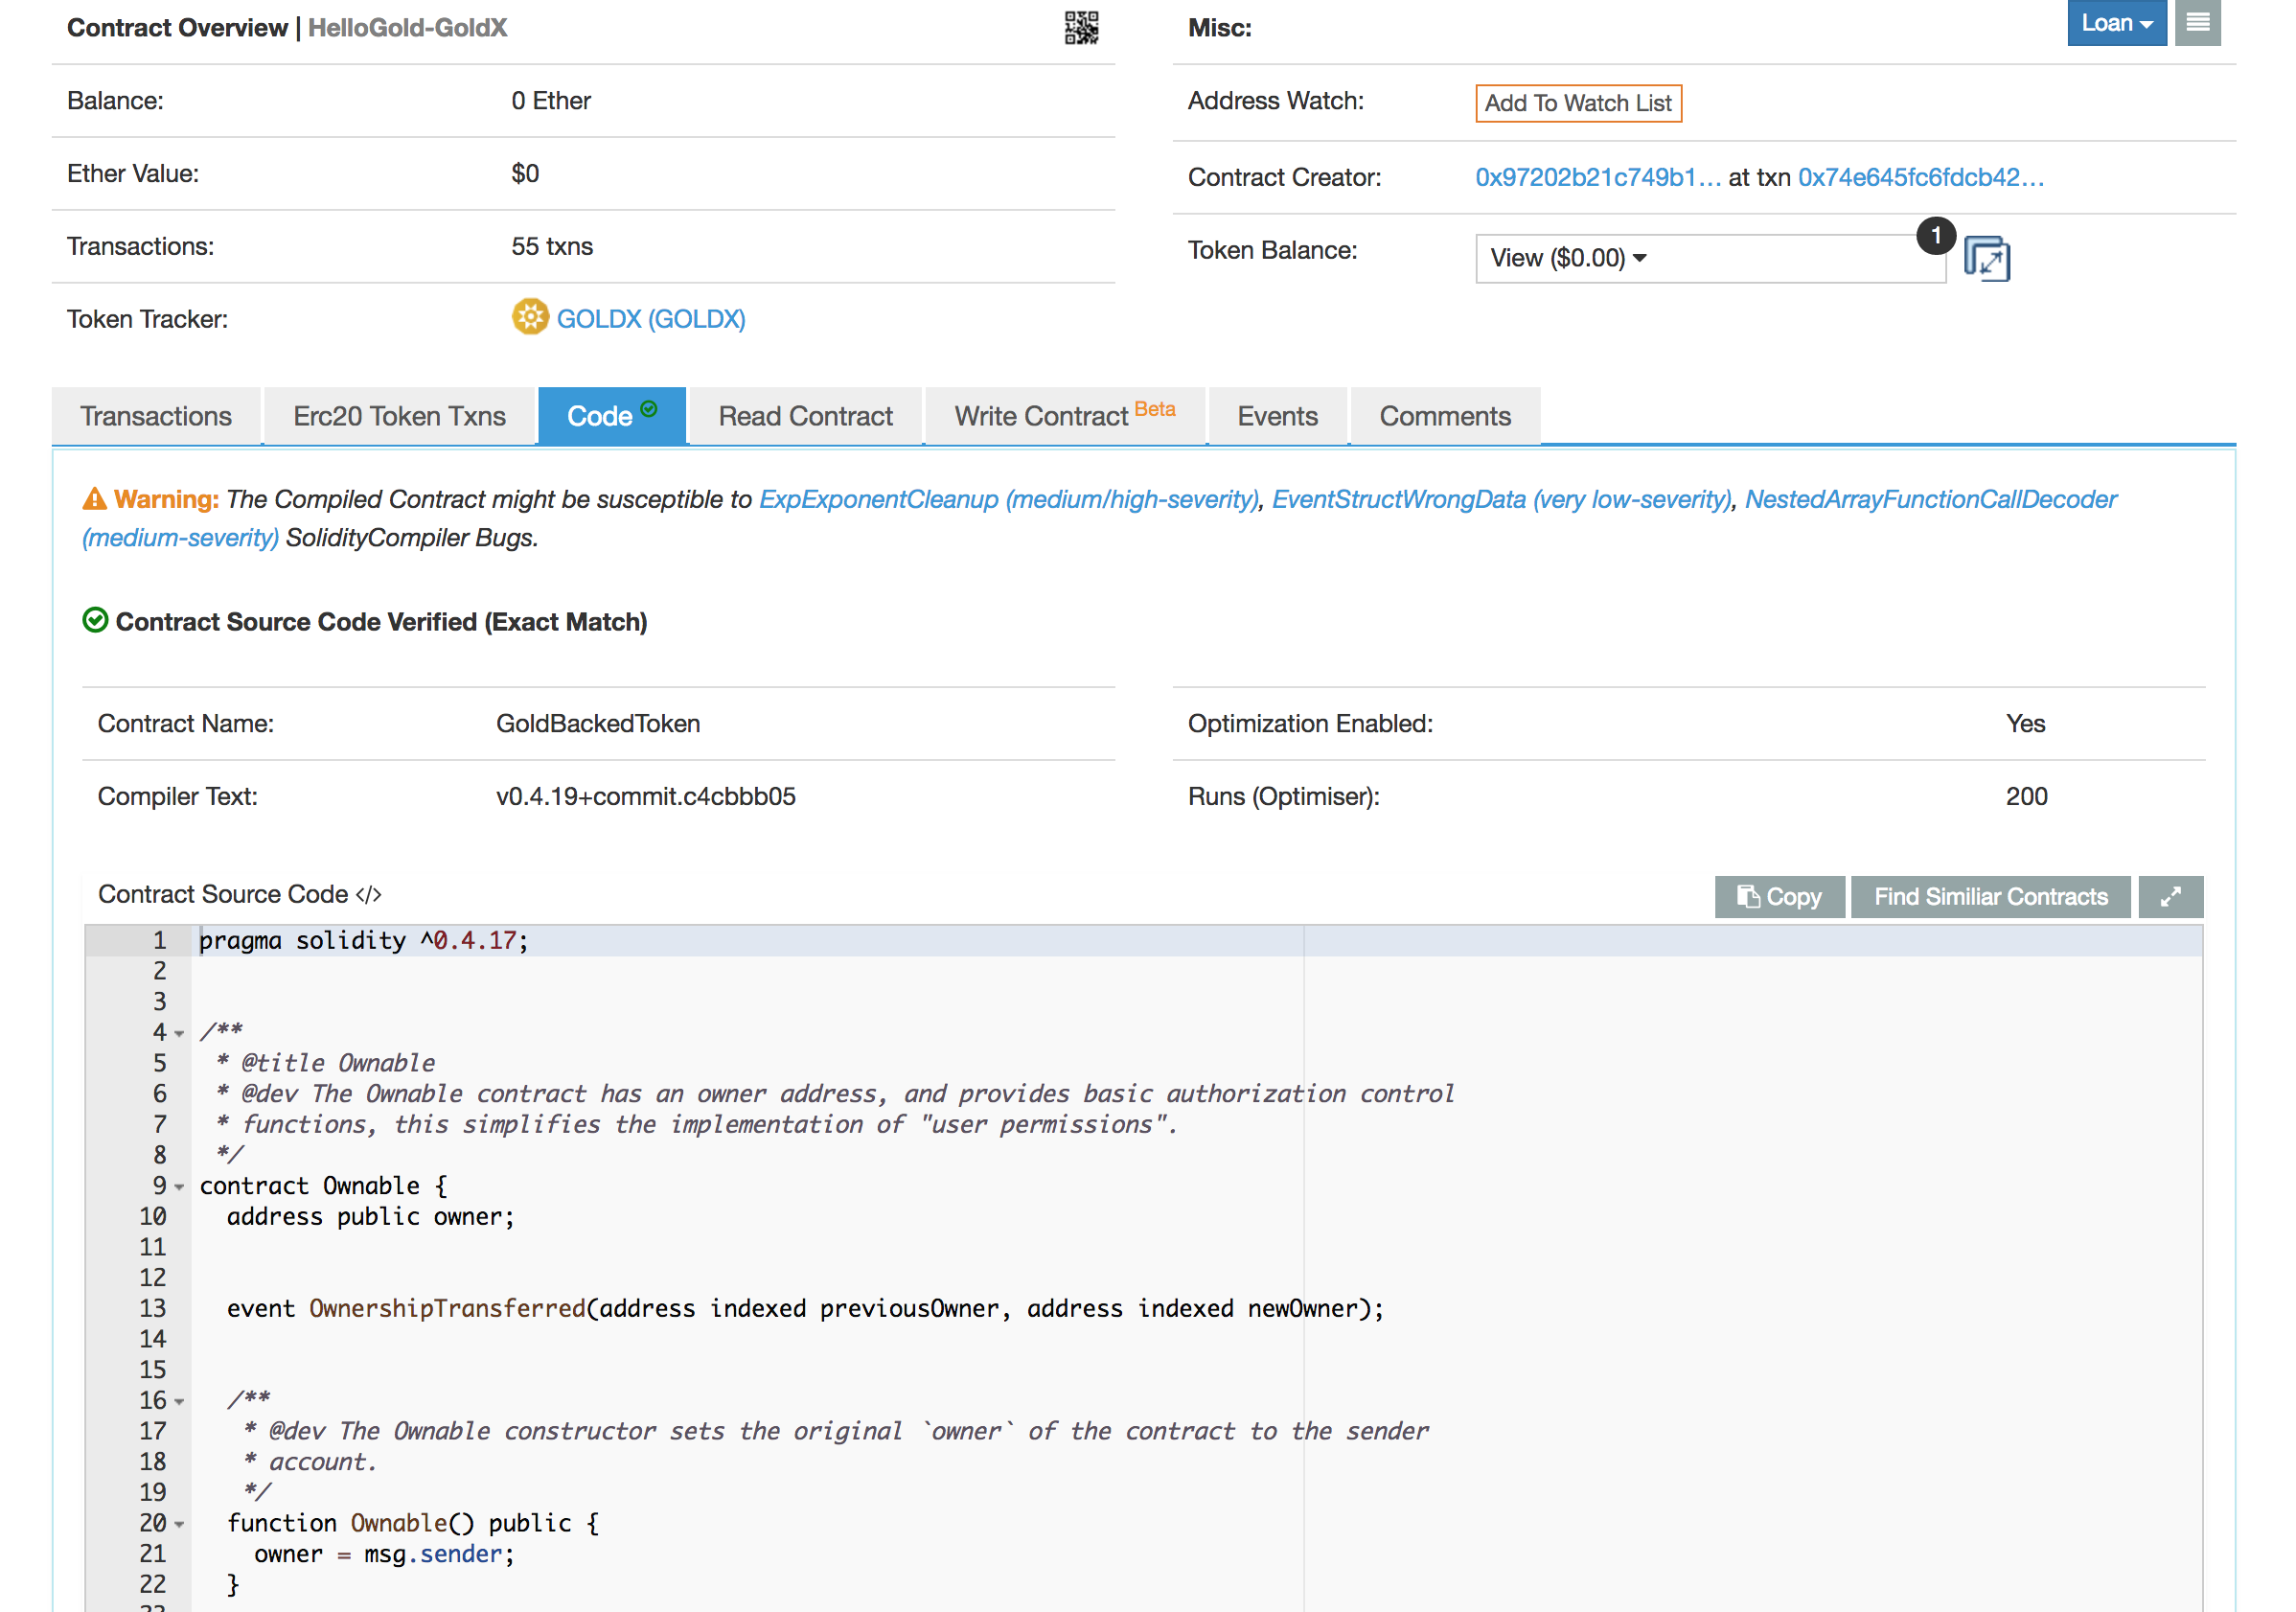 Contract Overview | HelloGold-GoldX
Misc:
Loan
Balance: 0 Ether
Address Watch: Add To Watch List
Ether Value: $0
Contract Creator: 0x97202b21c749b1... at txn 0x74e645fc6fdcb42...
Transactions: 55 txns
Token Balance: View ($0.00) 1
Token Tracker: GOLDX (GOLDX)
Transactions Erc20 Token Txns Code Read Contract Write Contract Beta Events Comments
Warning: The Compiled Contract might be susceptible to ExpExponentCleanup (medium/high-severity), EventStructWrongData (very low-severity), NestedArrayFunctionCallDecoder
(medium-severity) SolidityCompiler Bugs.
Contract Source Code Verified (Exact Match)
Contract Name: GoldBackedToken
Optimization Enabled: Yes
Compiler Text: v0.4.19+commit.c4cbbb05
Runs (Optimiser): 200
Contract Source Code </>
Copy Find Similiar Contracts
1 pragma solidity ^0.4.17;
2
3
4 /**
5  * @title Ownable
6  * @dev The Ownable contract has an owner address, and provides basic authorization control
7  * functions, this simplifies the implementation of "user permissions".
8  */
9 contract Ownable {
10   address public owner;
11
12
13   event OwnershipTransferred(address indexed previousOwner, address indexed newOwner);
14
15
16   /**
17    * @dev The Ownable constructor sets the original `owner` of the contract to the sender
18    * account.
19    */
20   function Ownable() public {
21     owner = msg.sender;
22   }